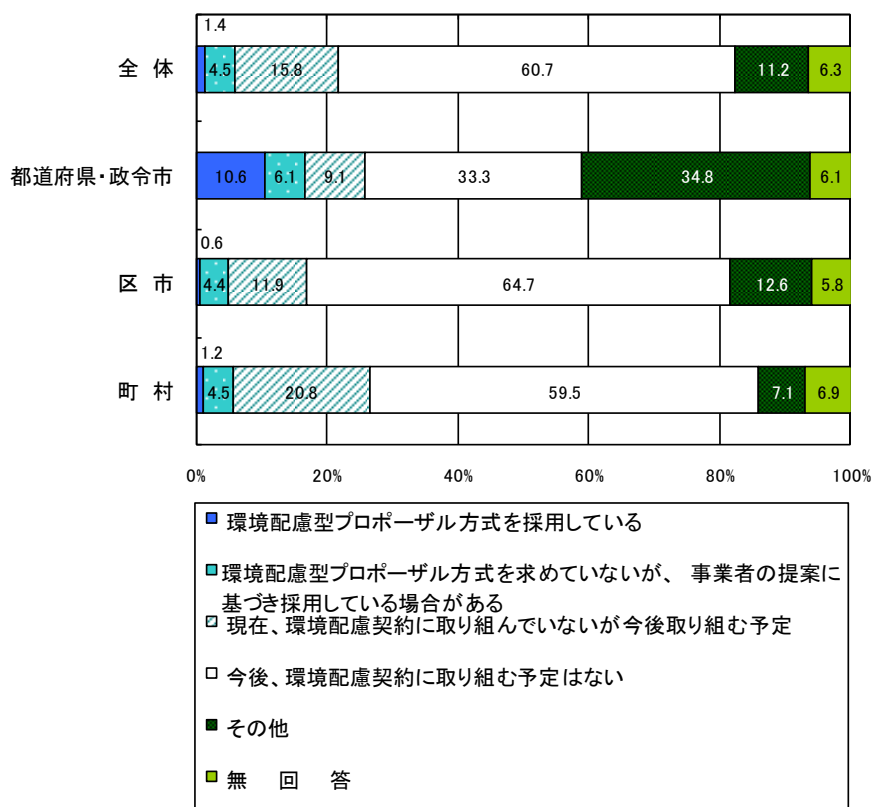 1.4
全 体
4.5 15.8 60.7 11.2 6.3
都道府県・政令市
10.6 6.1 9.1 33.3 34.8 6.1
0.6
区 市
4.4 11.9 64.7 12.6 5.8
1.2
町 村
4.5 20.8 59.5 7.1 6.9
0% 20% 40% 60% 80% 100%
環境配慮型プロポーザル方式を採用している
環境配慮型プロポーザル方式を求めていないが、 事業者の提案に
基づき採用している場合がある
現在、環境配慮契約に取り組んでいないが今後取り組む予定
今後、環境配慮契約に取り組む予定はない
その他
無 回 答